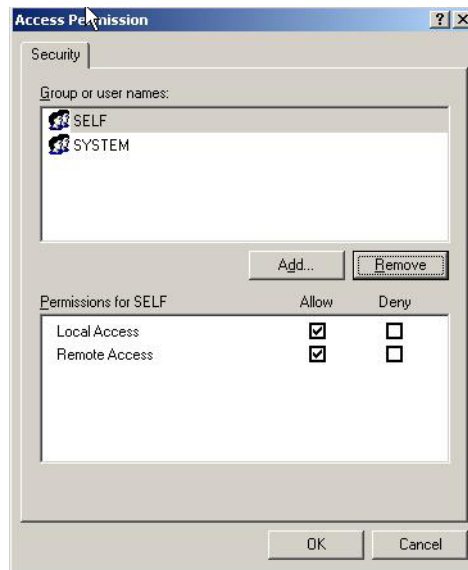 Access Permission ? X
Security
Group or user names:
SELF
SYSTEM
Add... Remove
Permissions for SELF Allow Deny
Local Access
Remote Access
OK Cancel